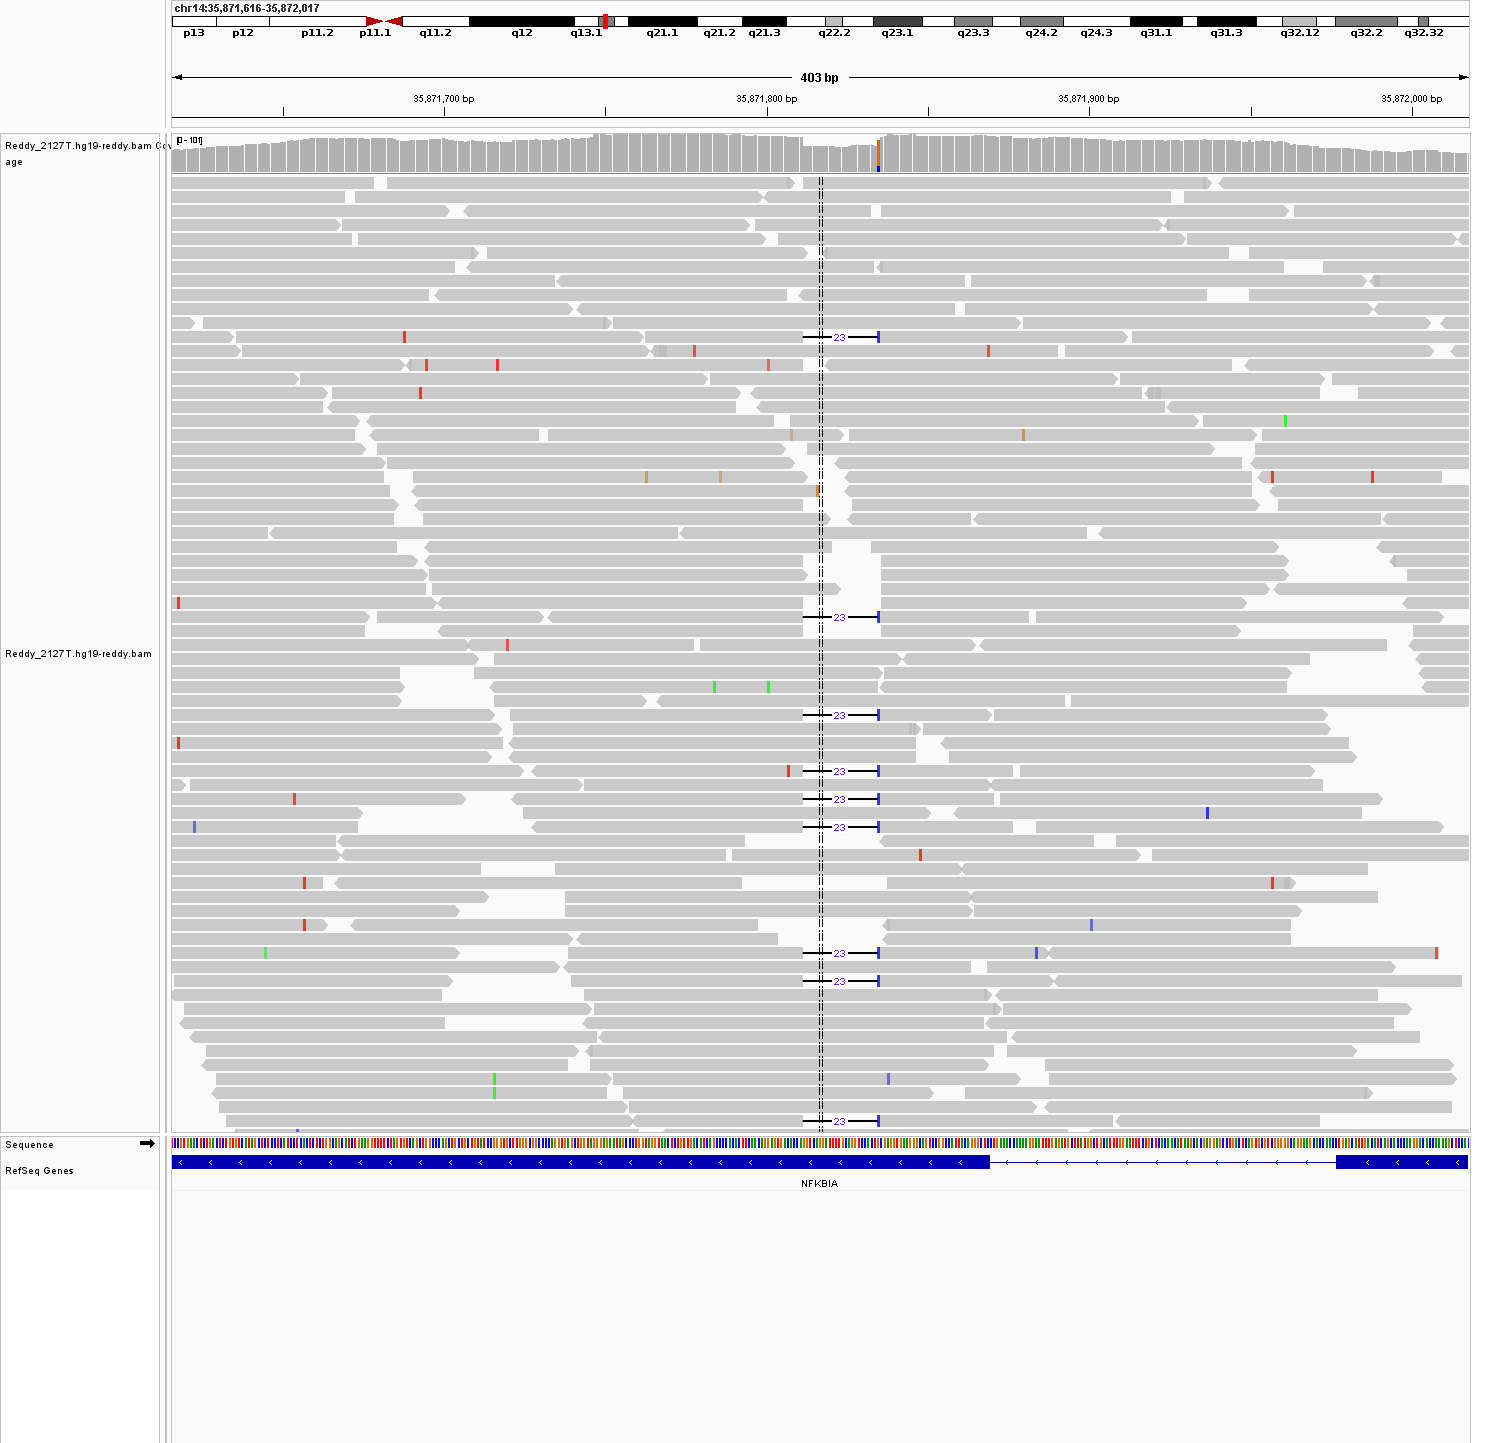 chr14:35,871,616-35,872,017
p13 p12 p11.2 p11.1 q11.2 q12 q13.1 q21.1 q21.2 q21.3 q22.2 q23.1 q23.3 q24.2 q24.3 q31.1 q31.3 q32.12 q32.2 q32.32
403 bp
35,871,700 bp 35,871,800 bp 35,871,900 bp 35,872,000 bp
[0 - 101]
Reddy_2127T.hg19-reddy.bam Cov
age
23
23
Reddy_2127T.hg19-reddy.bam
23
23
23
23
23
23
23
Sequence
RefSeq Genes
NFKBIA